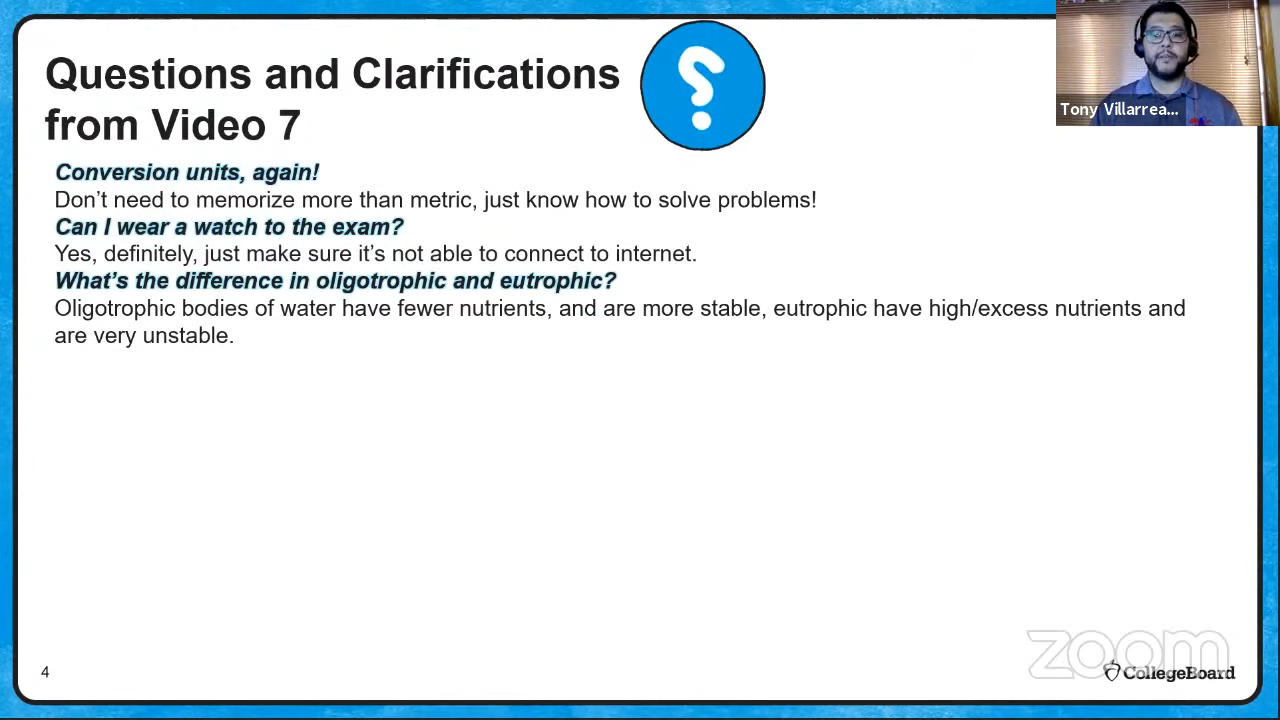 Questions and Clarifications
from Video 7
?
Tony Villarrea...
Conversion units, again!
Don't need to memorize more than metric, just know how to solve problems!
Can I wear a watch to the exam?
Yes, definitely, just make sure it's not able to connect to internet.
What's the difference in oligotrophic and eutrophic?
Oligotrophic bodies of water have fewer nutrients, and are more stable, eutrophic have high/excess nutrients and
are very unstable.
4
zoom
CollegeBoard